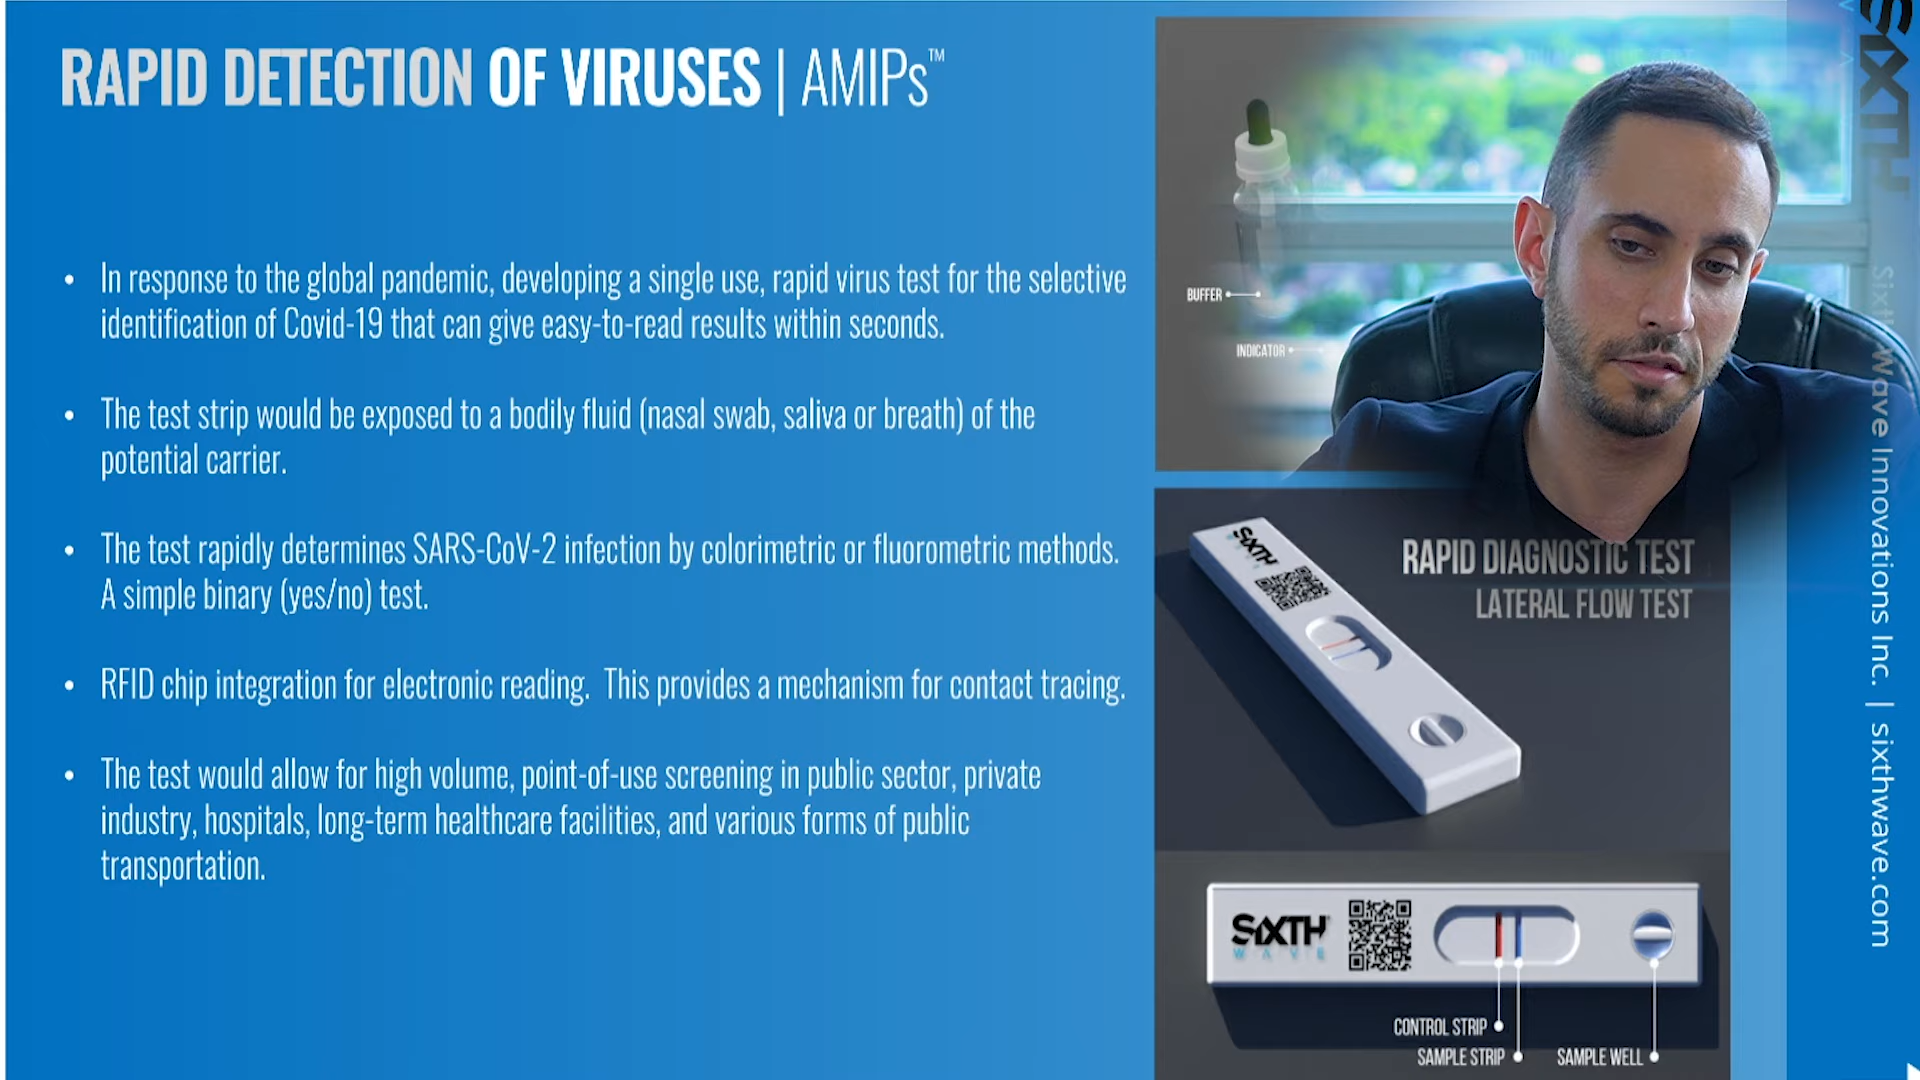 RAPID DETECTION OF VIRUSES | AMIPs™
• In response to the global pandemic, developing a single use, rapid virus test for the selective
identification of Covid-19 that can give easy-to-read results within seconds.
• The test strip would be exposed to a bodily fluid (nasal swab, saliva or breath) of the
potential carrier.
• The test rapidly determines SARS-CoV-2 infection by colorimetric or fluorometric methods.
A simple binary (yes/no) test.
• RFID chip integration for electronic reading. This provides a mechanism for contact tracing.
• The test would allow for high volume, point-of-use screening in public sector, private
industry, hospitals, long-term healthcare facilities, and various forms of public
transportation.
BUFFER
INDICATOR
SIXTH
RAPID DIAGNOSTIC TEST
LATERAL FLOW TEST
SIXTH
WAVE
CONTROL STRIP
SAMPLE STRIP
SAMPLE WELL
SIXTH
Sixth Wave Innovations Inc. | sixthwave.com